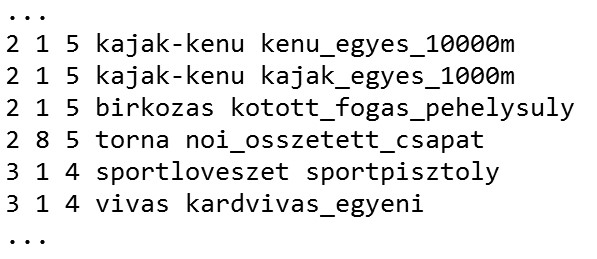 ...
2 1 5 kajak-kenu kenu_egyes_10000m
2 1 5 kajak-kenu kajak_egyes_1000m
2 1 5 birkozas kotott_fogas_pehelysuly
2 8 5 torna noi_osszetett_csapat
3 1 4 sportloveszet sportpisztoly
3 1 4 vivas kardvivas_egyeni
...